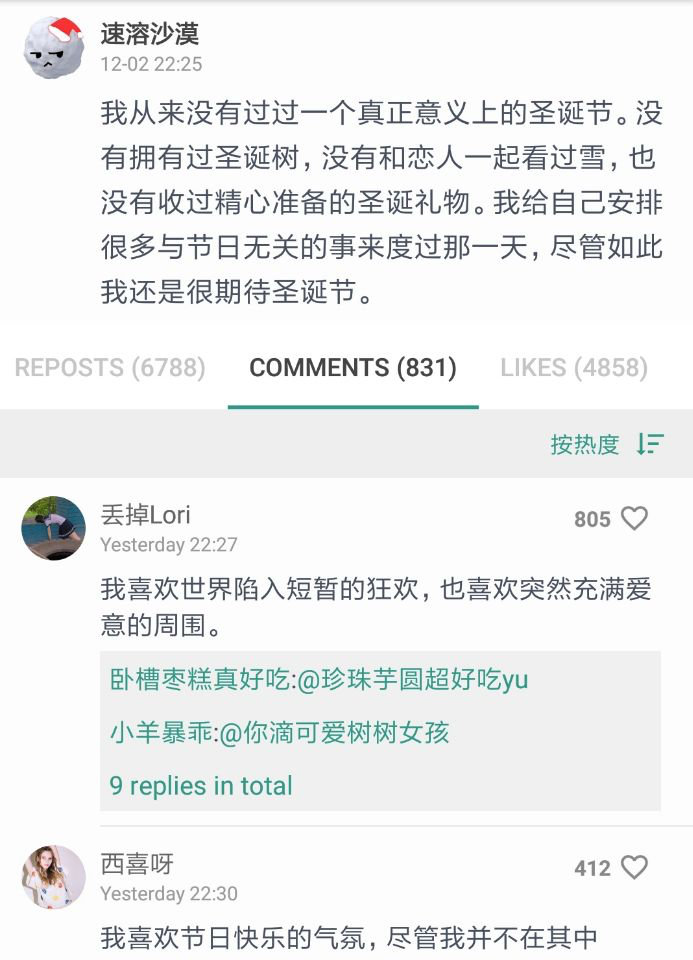 速溶沙漠
12-02 22:25
我从来没有过过一个真正意义上的圣诞节。没
有拥有过圣诞树，没有和恋人一起看过雪，也
没有收过精心准备的圣诞礼物。我给自己安排
很多与节日无关的事来度过那一天，尽管如此
我还是很期待圣诞节。
REPOSTS (6788) COMMENTS (831) LIKES (4858)
按热度
丢掉Lori 805
Yesterday 22:27
我喜欢世界陷入短暂的狂欢，也喜欢突然充满爱
意的周围。
卧槽枣糕真好吃:@珍珠芋圆超好吃yu
小羊暴乖:@你滴可爱树树女孩
9 replies in total
西喜呀 412
Yesterday 22:30
我喜欢节日快乐的气氛，尽管我并不在其中